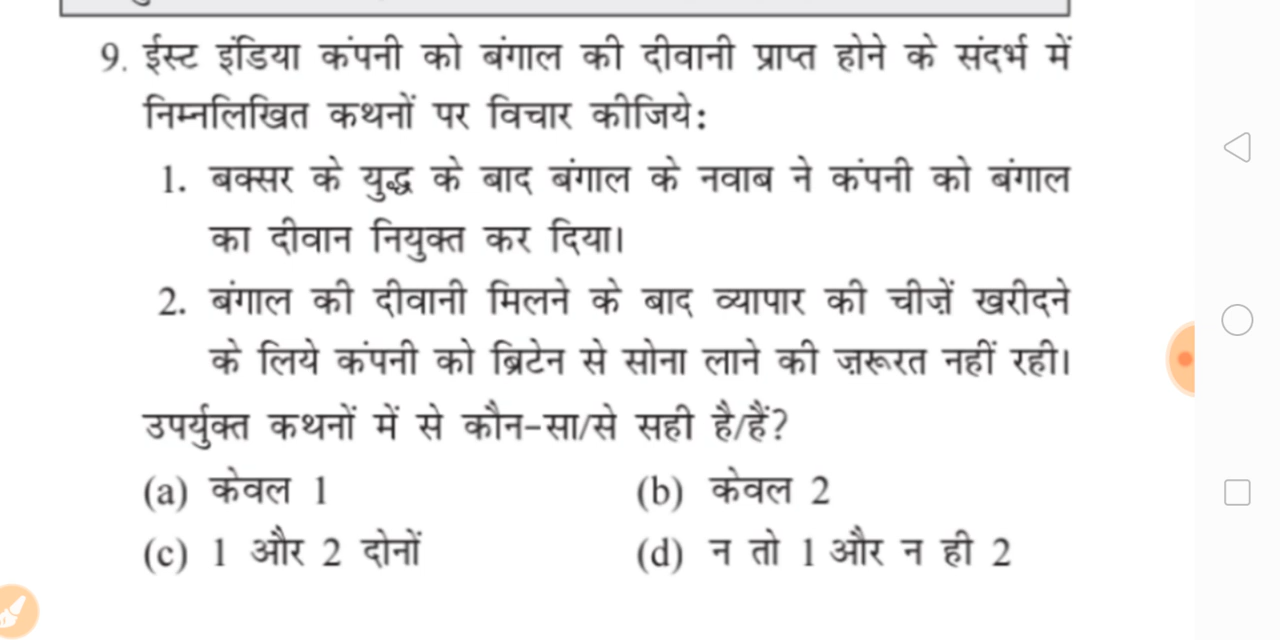 9. ईस्ट इंडिया कंपनी को बंगाल की दीवानी प्राप्त होने के संदर्भ में
निम्नलिखित कथनों पर विचार कीजिये:
1. बक्सर के युद्ध के बाद बंगाल के नवाब ने कंपनी को बंगाल
का दीवान नियुक्त कर दिया।
2. बंगाल की दीवानी मिलने के बाद व्यापार की चीज़ें खरीदने
के लिये कंपनी को ब्रिटेन से सोना लाने की ज़रूरत नहीं रही।
उपर्युक्त कथनों में से कौन-सा/से सही है/हैं?
(a) केवल 1 (b) केवल 2
(c) 1 और 2 दोनों (d) न तो 1 और न ही 2